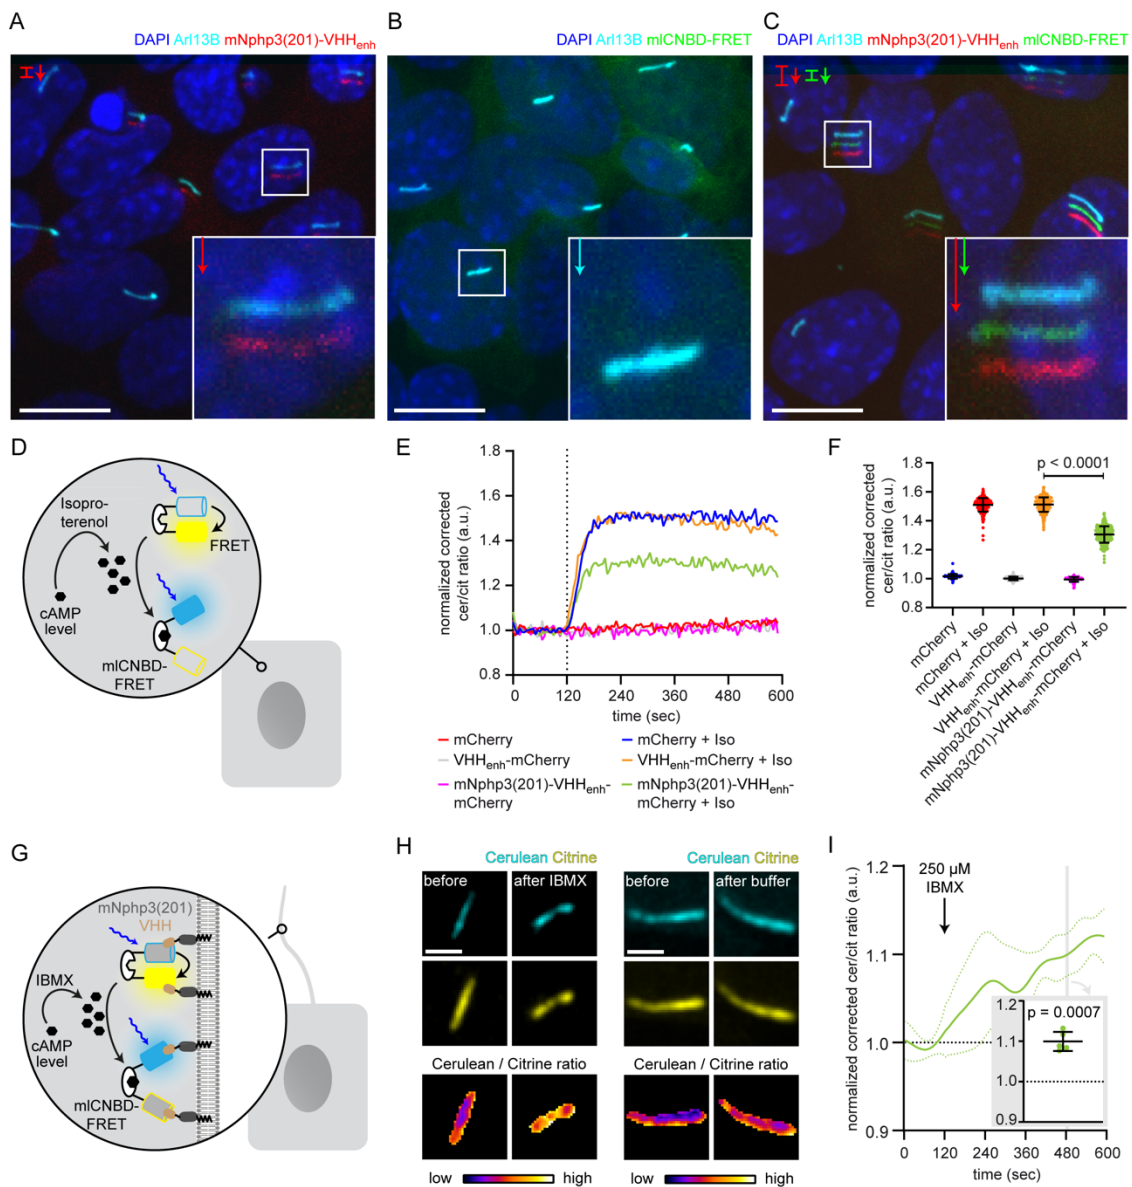 A
DAPI Arl13B mNphp3(201)-VHHenh
B
DAPI Arl13B mlCNBD-FRET
C
DAPI Arl13B mNphp3(201)-VHHenh mlCNBD-FRET
D
Isopro-
terenol
FRET
cAMP
level
mlCNBD-
FRET
E
normalized corrected
cer/cit ratio (a.u.)
1.8
1.6
1.4
1.2
1.0
0.8
0
120
240
360
480
600
time (sec)
mCherry
mCherry + Iso
VHHenh-mCherry
VHHenh-mCherry + Iso
mNphp3(201)-VHHenh-
mCherry
mNphp3(201)-VHHenh-
mCherry + Iso
F
p < 0.0001
normalized corrected
cer/cit ratio (a.u.)
1.8
1.6
1.4
1.2
1.0
0.8
mCherry
mCherry + Iso
VHHenh-mCherry
VHHenh-mCherry + Iso
mNphp3(201)-VHHenh-mCherry
mNphp3(201)-VHHenh-mCherry + Iso
G
mNphp3(201)
VHH
IBMX
cAMP
level
mlCNBD-
FRET
H
Cerulean Citrine
before
after IBMX
Cerulean / Citrine ratio
low
high
Cerulean Citrine
before
after buffer
Cerulean / Citrine ratio
low
high
I
normalized corrected cer/cit ratio (a.u.)
1.2
1.1
1.0
0.9
250 µM
IBMX
1.2
1.1
1.0
0.9
p = 0.0007
0
120
240
360
480
600
time (sec)